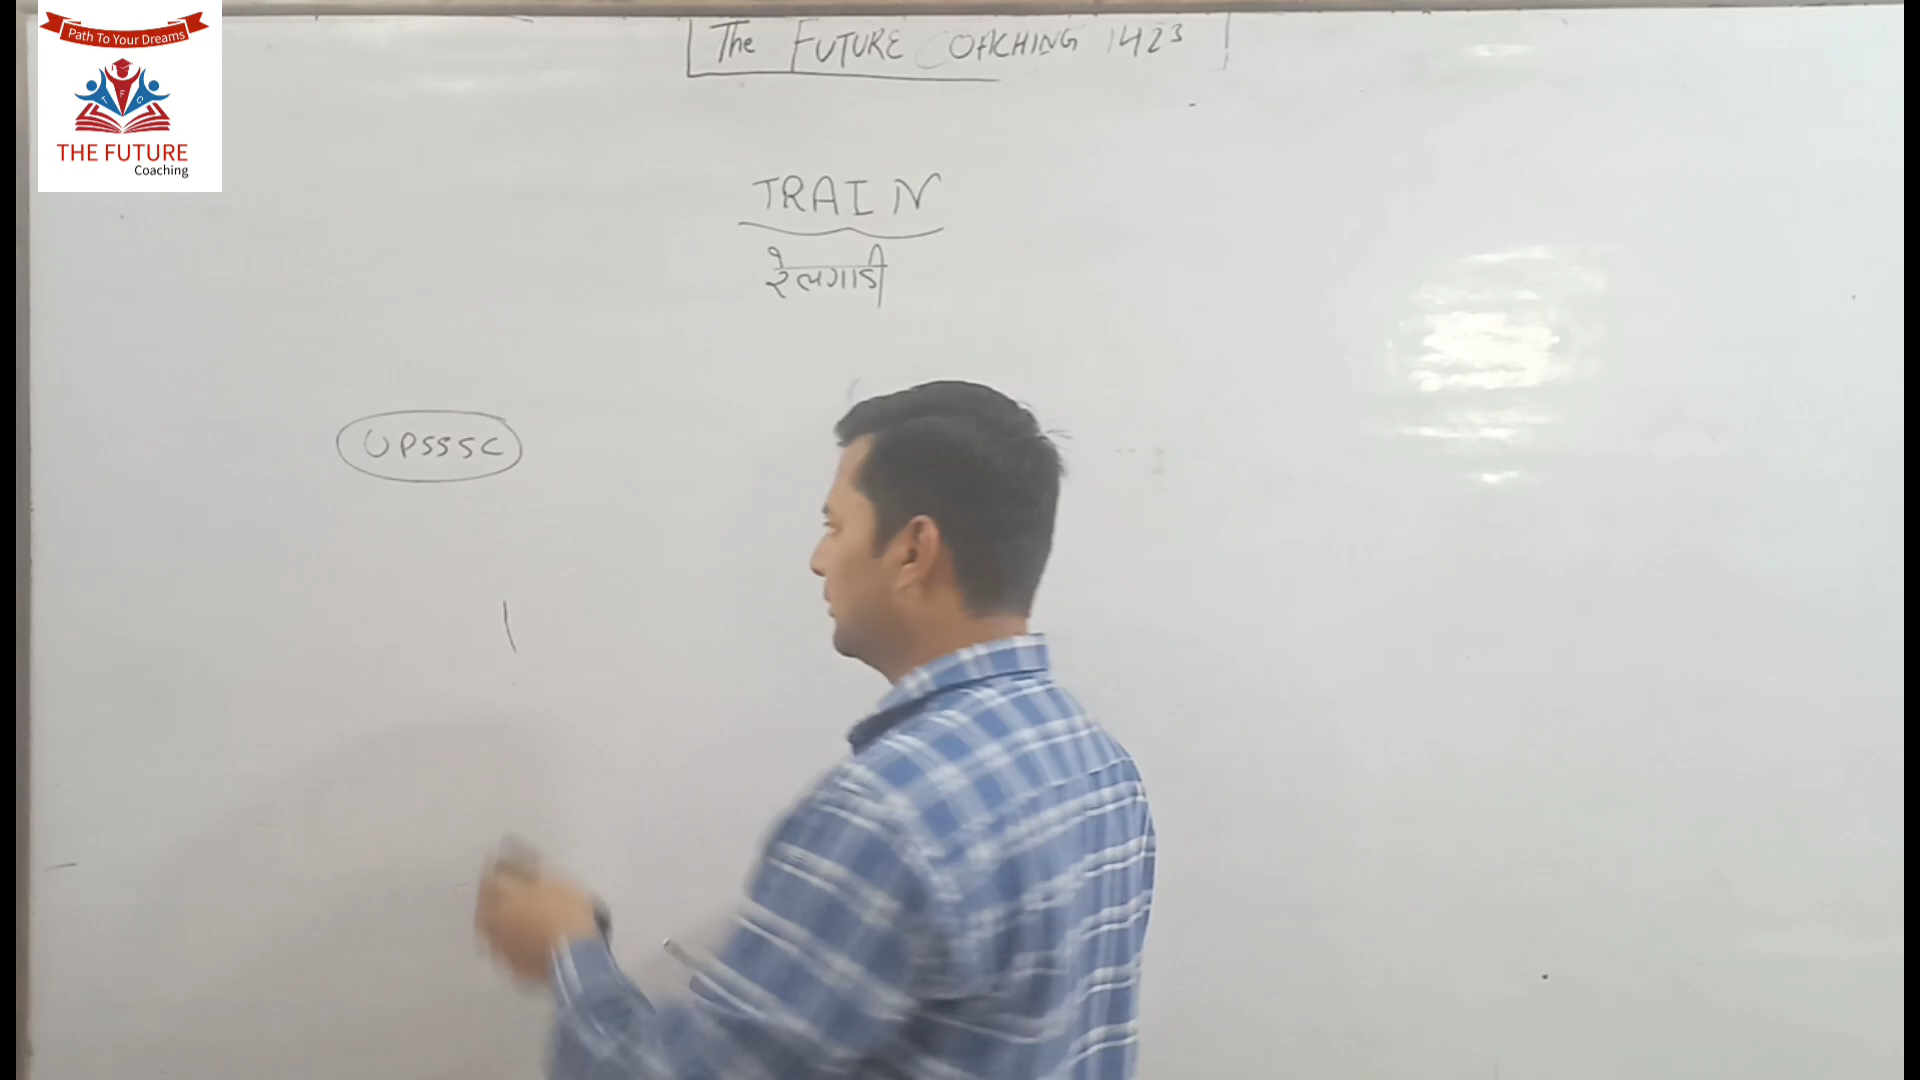 Path To Your Dreams
T F C
THE FUTURE
Coaching
The FUTURE COACHING 1423
TRAIN
रेलगाडी
UPSSSC